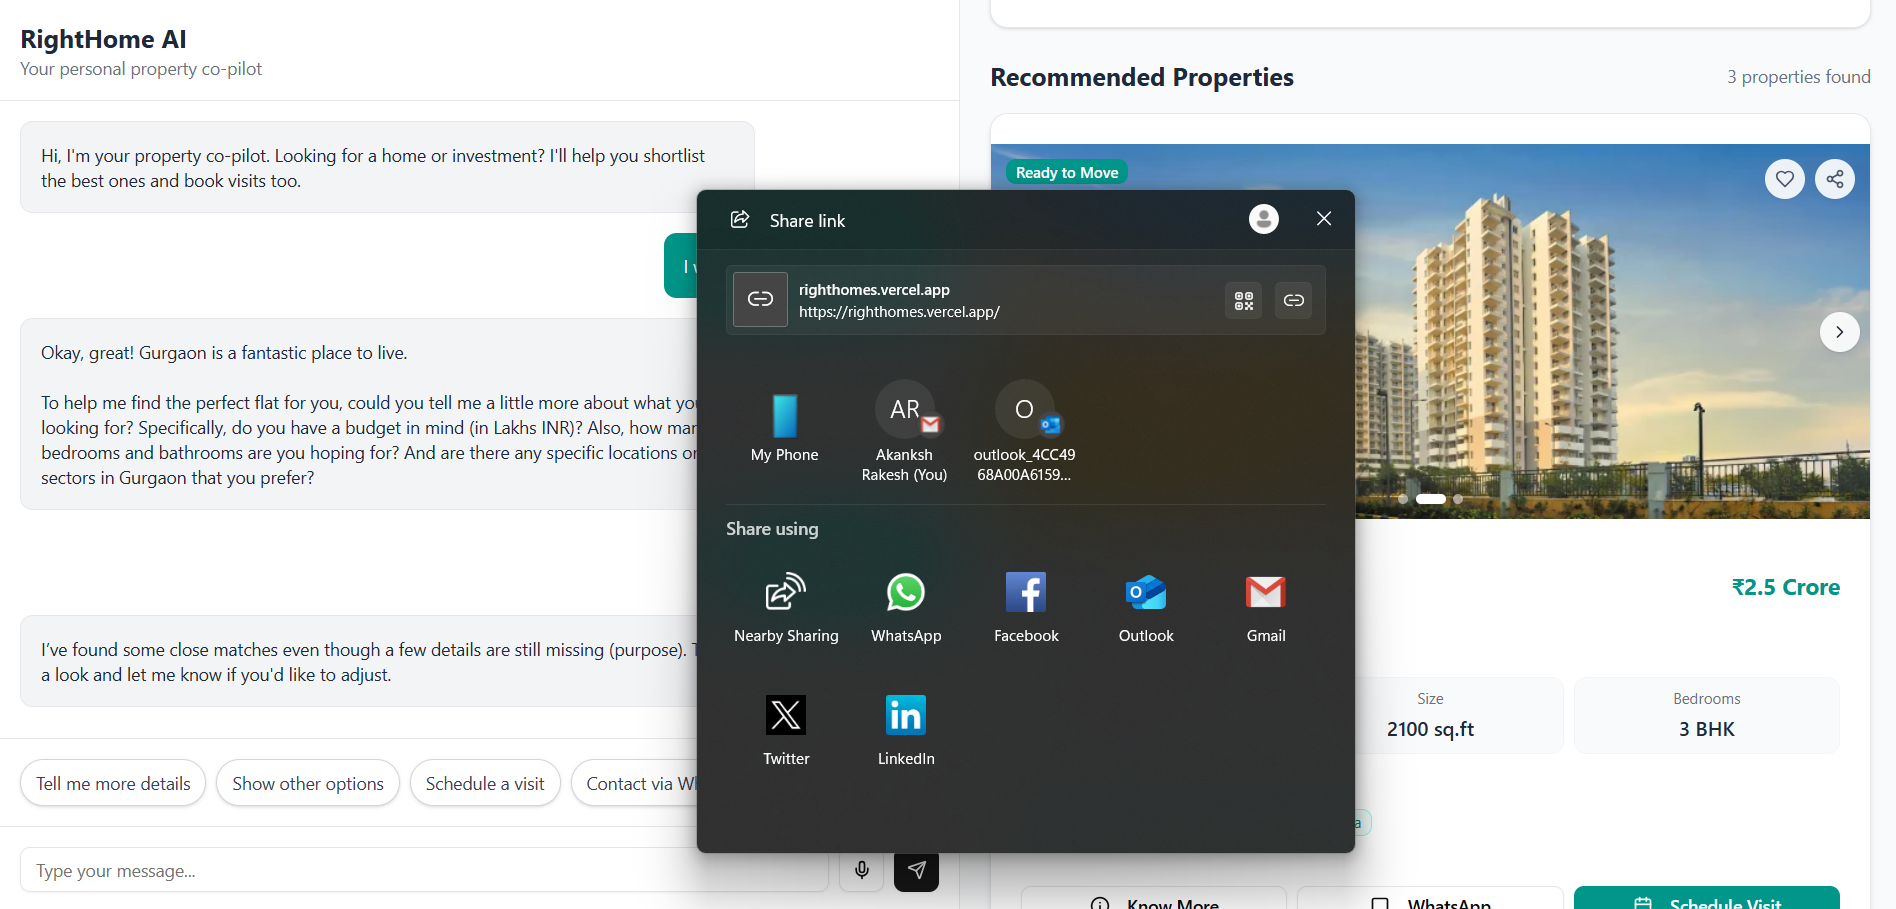 RightHome AI
Your personal property co-pilot
Hi, I'm your property co-pilot. Looking for a home or investment? I'll help you shortlist
the best ones and book visits too.
I
Okay, great! Gurgaon is a fantastic place to live.
To help me find the perfect flat for you, could you tell me a little more about what
looking for? Specifically, do you have a budget in mind (in Lakhs INR)? Also, how
bedrooms and bathrooms are you hoping for? And are there any specific locations
sectors in Gurgaon that you prefer?
I've found some close matches even though a few details are still missing (purpose).
a look and let me know if you'd like to adjust.
Tell me more details
Show other options
Schedule a visit
Contact via
Type your message...
Share link
righthomes.vercel.app
https://righthomes.vercel.app/
My Phone
AR
Akanksh
Rakesh (You)
O
outlook_4CC49
68A00A6159...
Share using
Nearby Sharing
WhatsApp
Facebook
Outlook
Gmail
Twitter
LinkedIn
Recommended Properties
3 properties found
Ready to Move
₹2.5 Crore
Size
2100 sq.ft
Bedrooms
3 BHK
Know More
WhatsApp
Schedule Visit